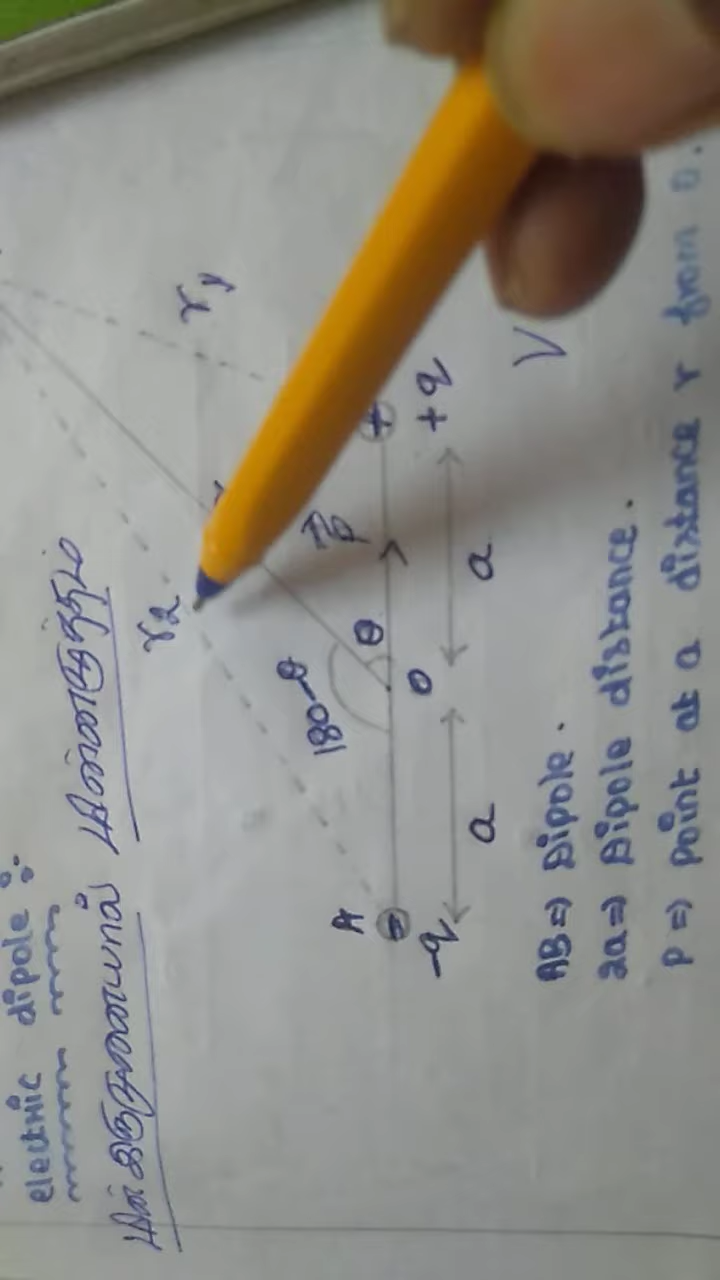 electric dipole :-
மின் இருமுனையால் மின்னழுத்தம்
r₂
r₁
180-θ
θ
p⃗
A
O
-q
+q
a
a
AB ⇒ Dipole.
2a ⇒ Dipole distance.
P ⇒ point at a distance r from O.